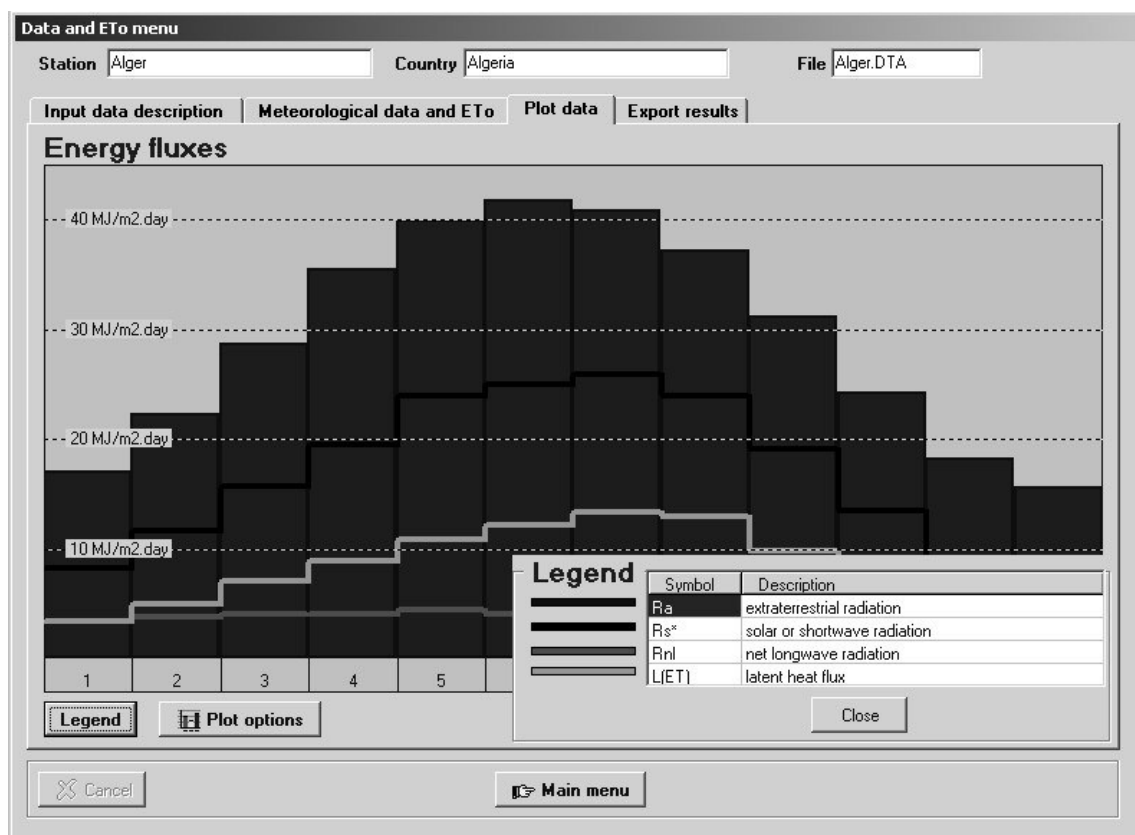 Data and ETo menu
Station Alger Country Algeria File Alger.DTA
Input data description Meteorological data and ETo Plot data Export results
Energy fluxes
40 MJ/m2.day
30 MJ/m2.day
20 MJ/m2.day
10 MJ/m2.day
Legend Symbol Description
Ra extraterrestrial radiation
Rs* solar or shortwave radiation
Rnl net longwave radiation
L(ET) latent heat flux
1 2 3 4 5
Legend Plot options Close
Cancel Main menu